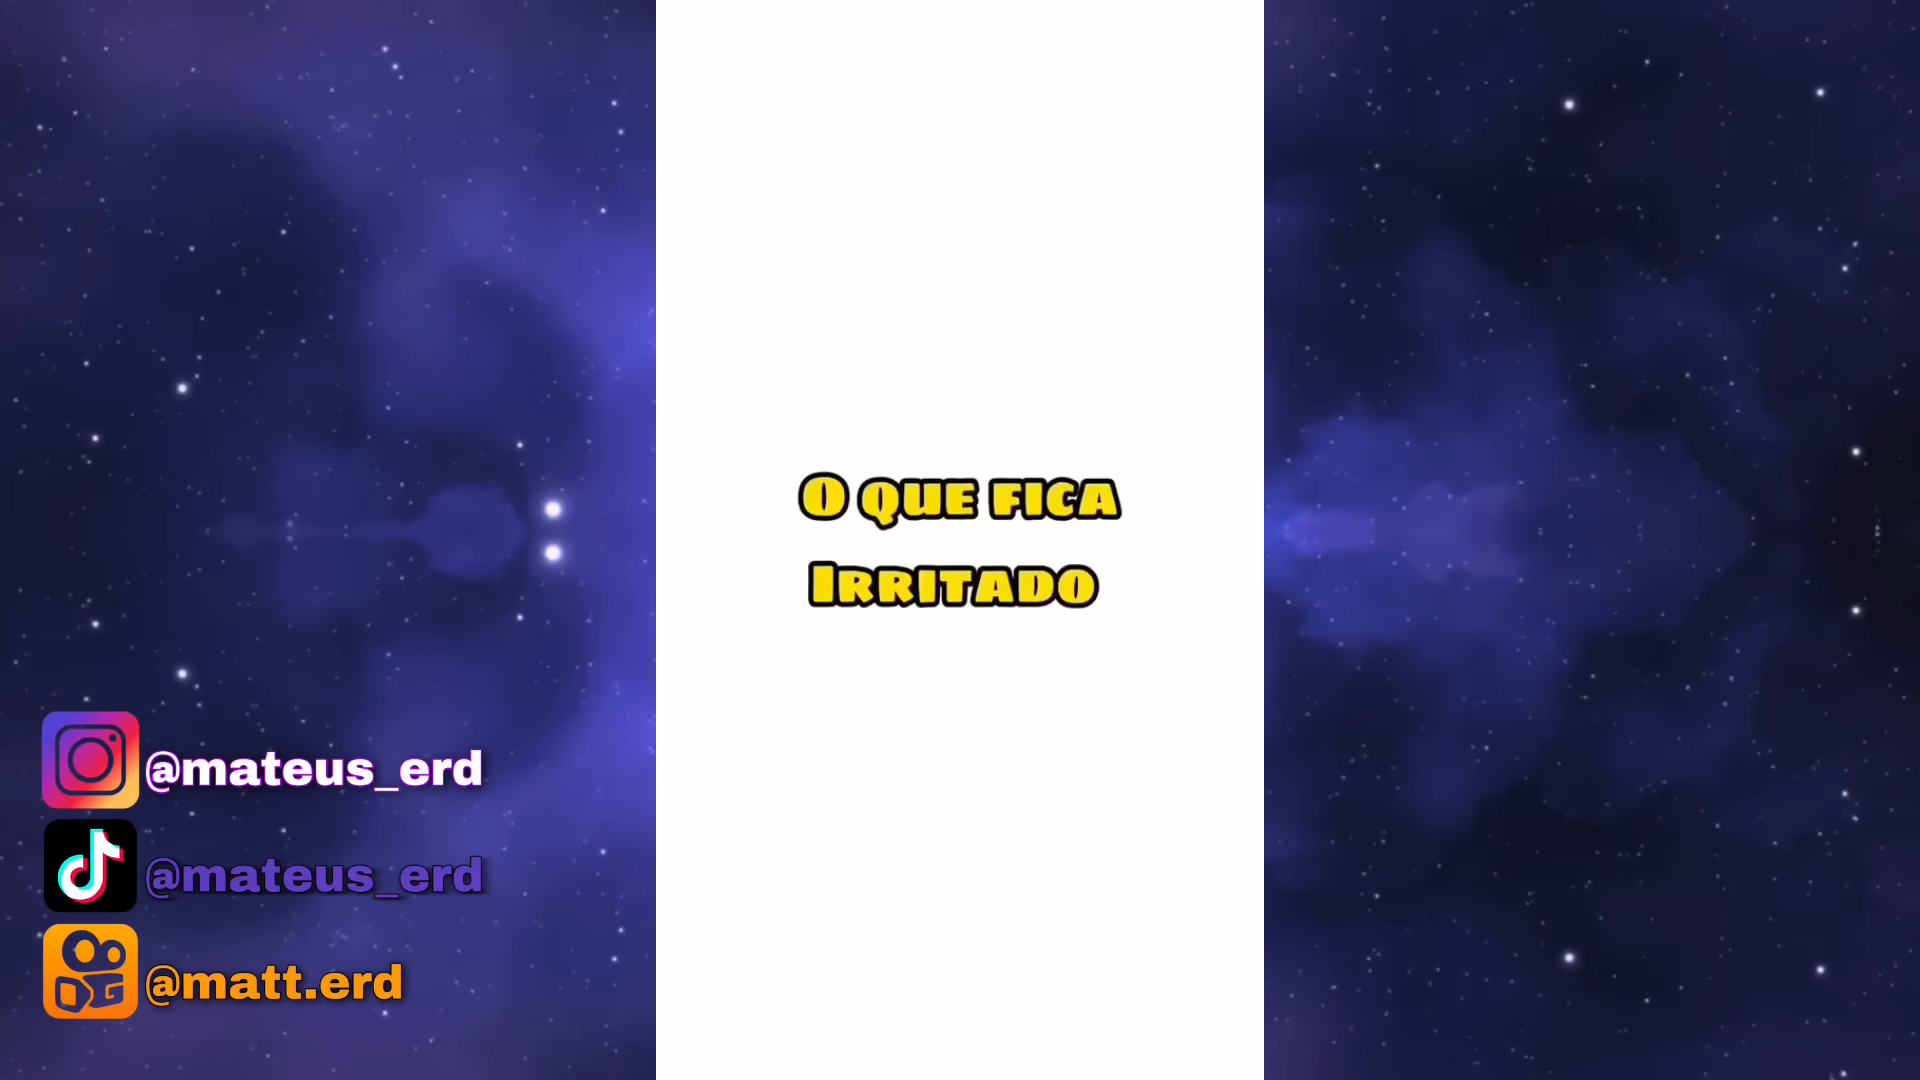 O que fica
Irritado
@mateus_erd
@mateus_erd
@matt.erd